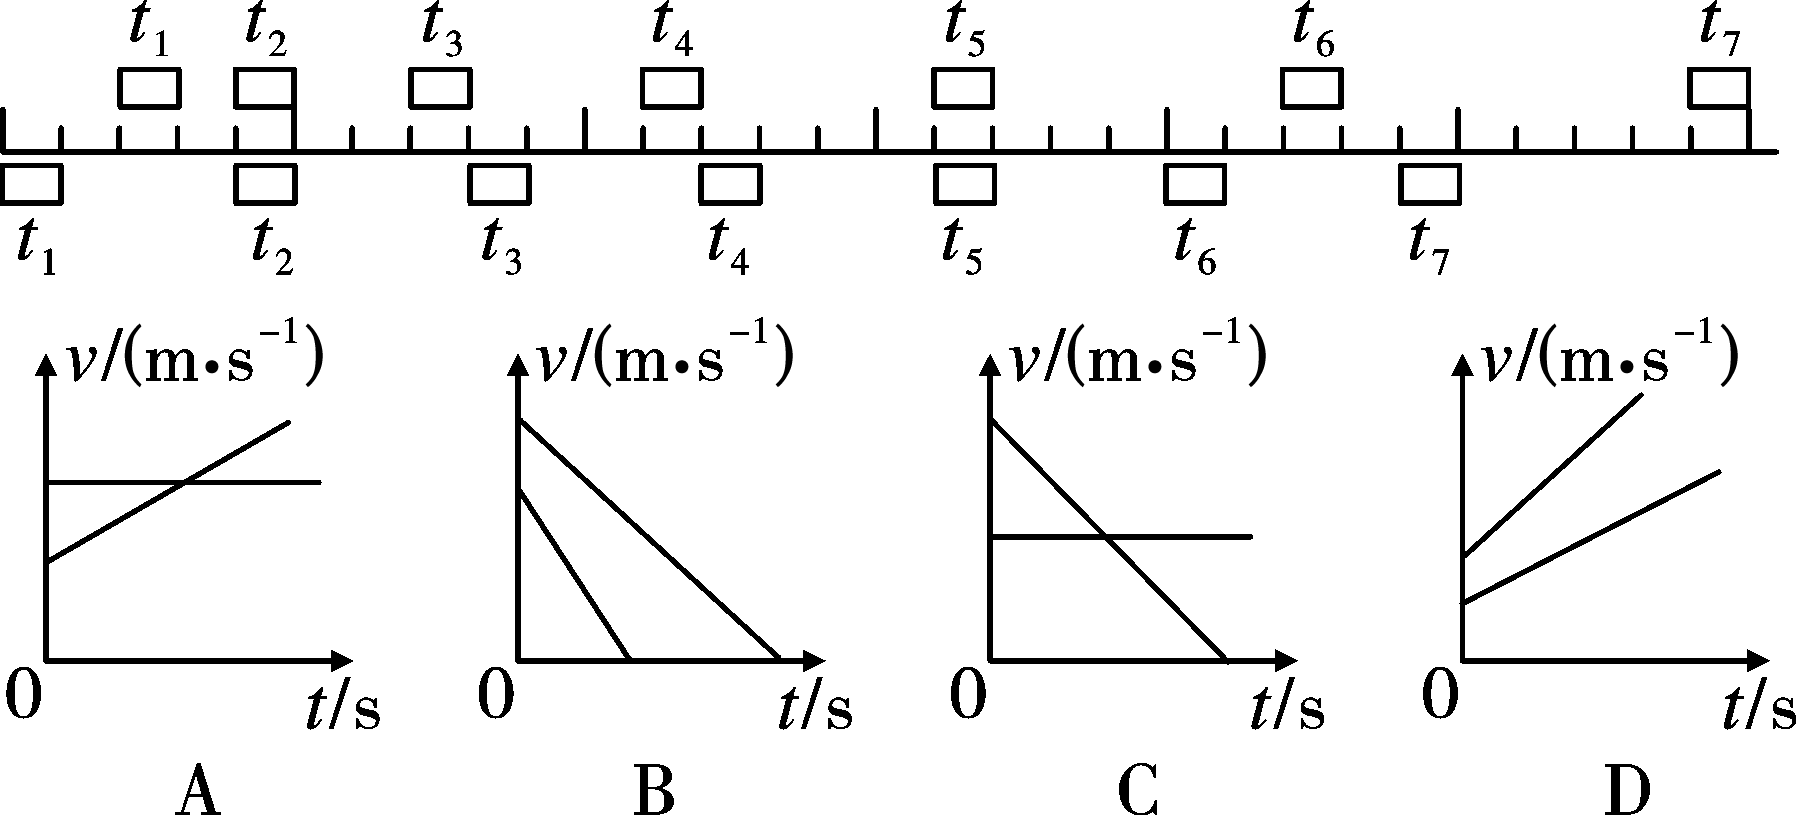 t₁ t₂ t₃ t₄ t₅ t₆ t₇
t₁ t₂ t₃ t₄ t₅ t₆ t₇
v/(m·s⁻¹) v/(m·s⁻¹) v/(m·s⁻¹) v/(m·s⁻¹)
0 t/s 0 t/s 0 t/s 0 t/s
A B C D